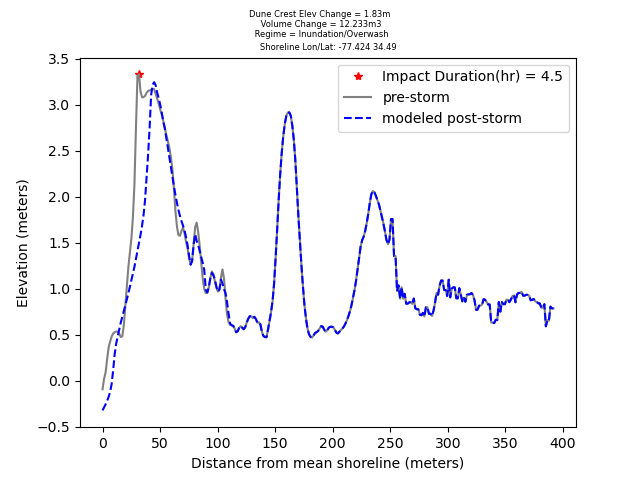 Dune Crest Elev Change = 1.83m
Volume Change = 12.233m3
Regime = Inundation/Overwash
Shoreline Lon/Lat: -77.424 34.49
Impact Duration(hr) = 4.5
pre-storm
modeled post-storm
Elevation (meters)
3.5
3.0
2.5
2.0
1.5
1.0
0.5
0.0
−0.5
0 50 100 150 200 250 300 350 400
Distance from mean shoreline (meters)